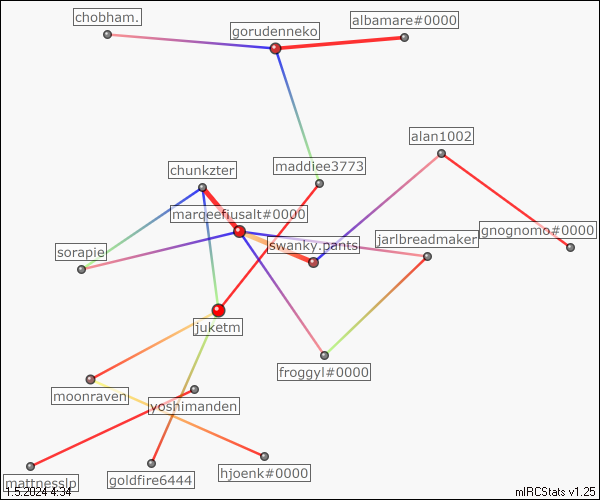 chobham.
gorudenneko
albamare#0000
alan1002
chunkzter
maddiee3773
marqeefiusalt#0000
gnognomo#0000
swanky.pants
jarlbreadmaker
sorapie
juketm
froggyl#0000
moonraven
yoshimanden
mattnesslp
goldfire6444
hjoenk#0000
1.5.2024 4:34
mIRCStats v1.25